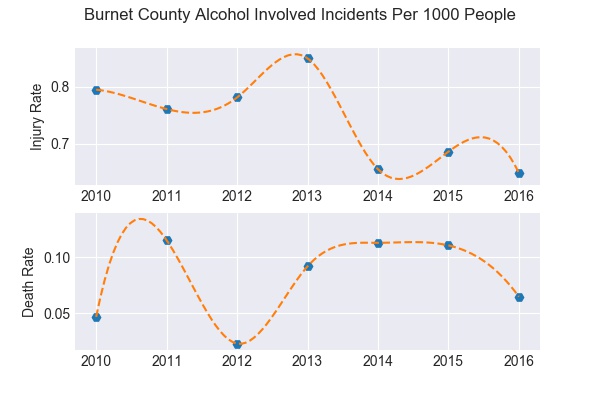 Burnet County Alcohol Involved Incidents Per 1000 People
Injury Rate
0.8
0.7
2010 2011 2012 2013 2014 2015 2016
Death Rate
0.10
0.05
2010 2011 2012 2013 2014 2015 2016